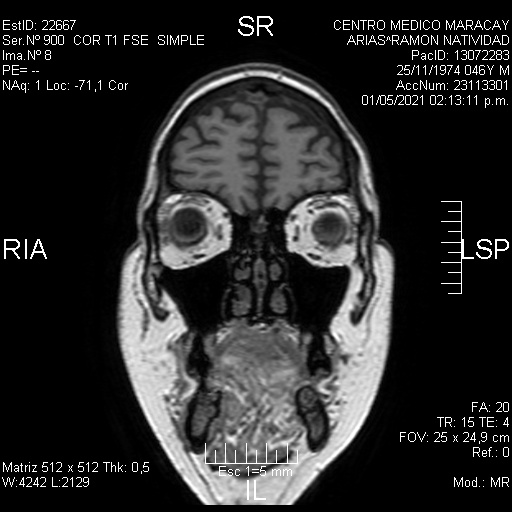 EstID: 22667
Ser.Nº 900 COR T1 FSE SIMPLE
Ima.Nº 8
PE= --
NAq: 1 Loc: -71,1 Cor
SR
CENTRO MEDICO MARACAY
ARIAS^RAMON NATIVIDAD
PacID: 13072283
25/11/1974 046Y M
AccNum: 23113301
01/05/2021 02:13:11 p.m.
RIA
LSP
FA: 20
TR: 15 TE: 4
FOV: 25 x 24,9 cm
Ref.: 0
Matriz 512 x 512 Thk: 0,5
W:4242 L:2129
Esc 1=5 mm
IL
Mod.: MR